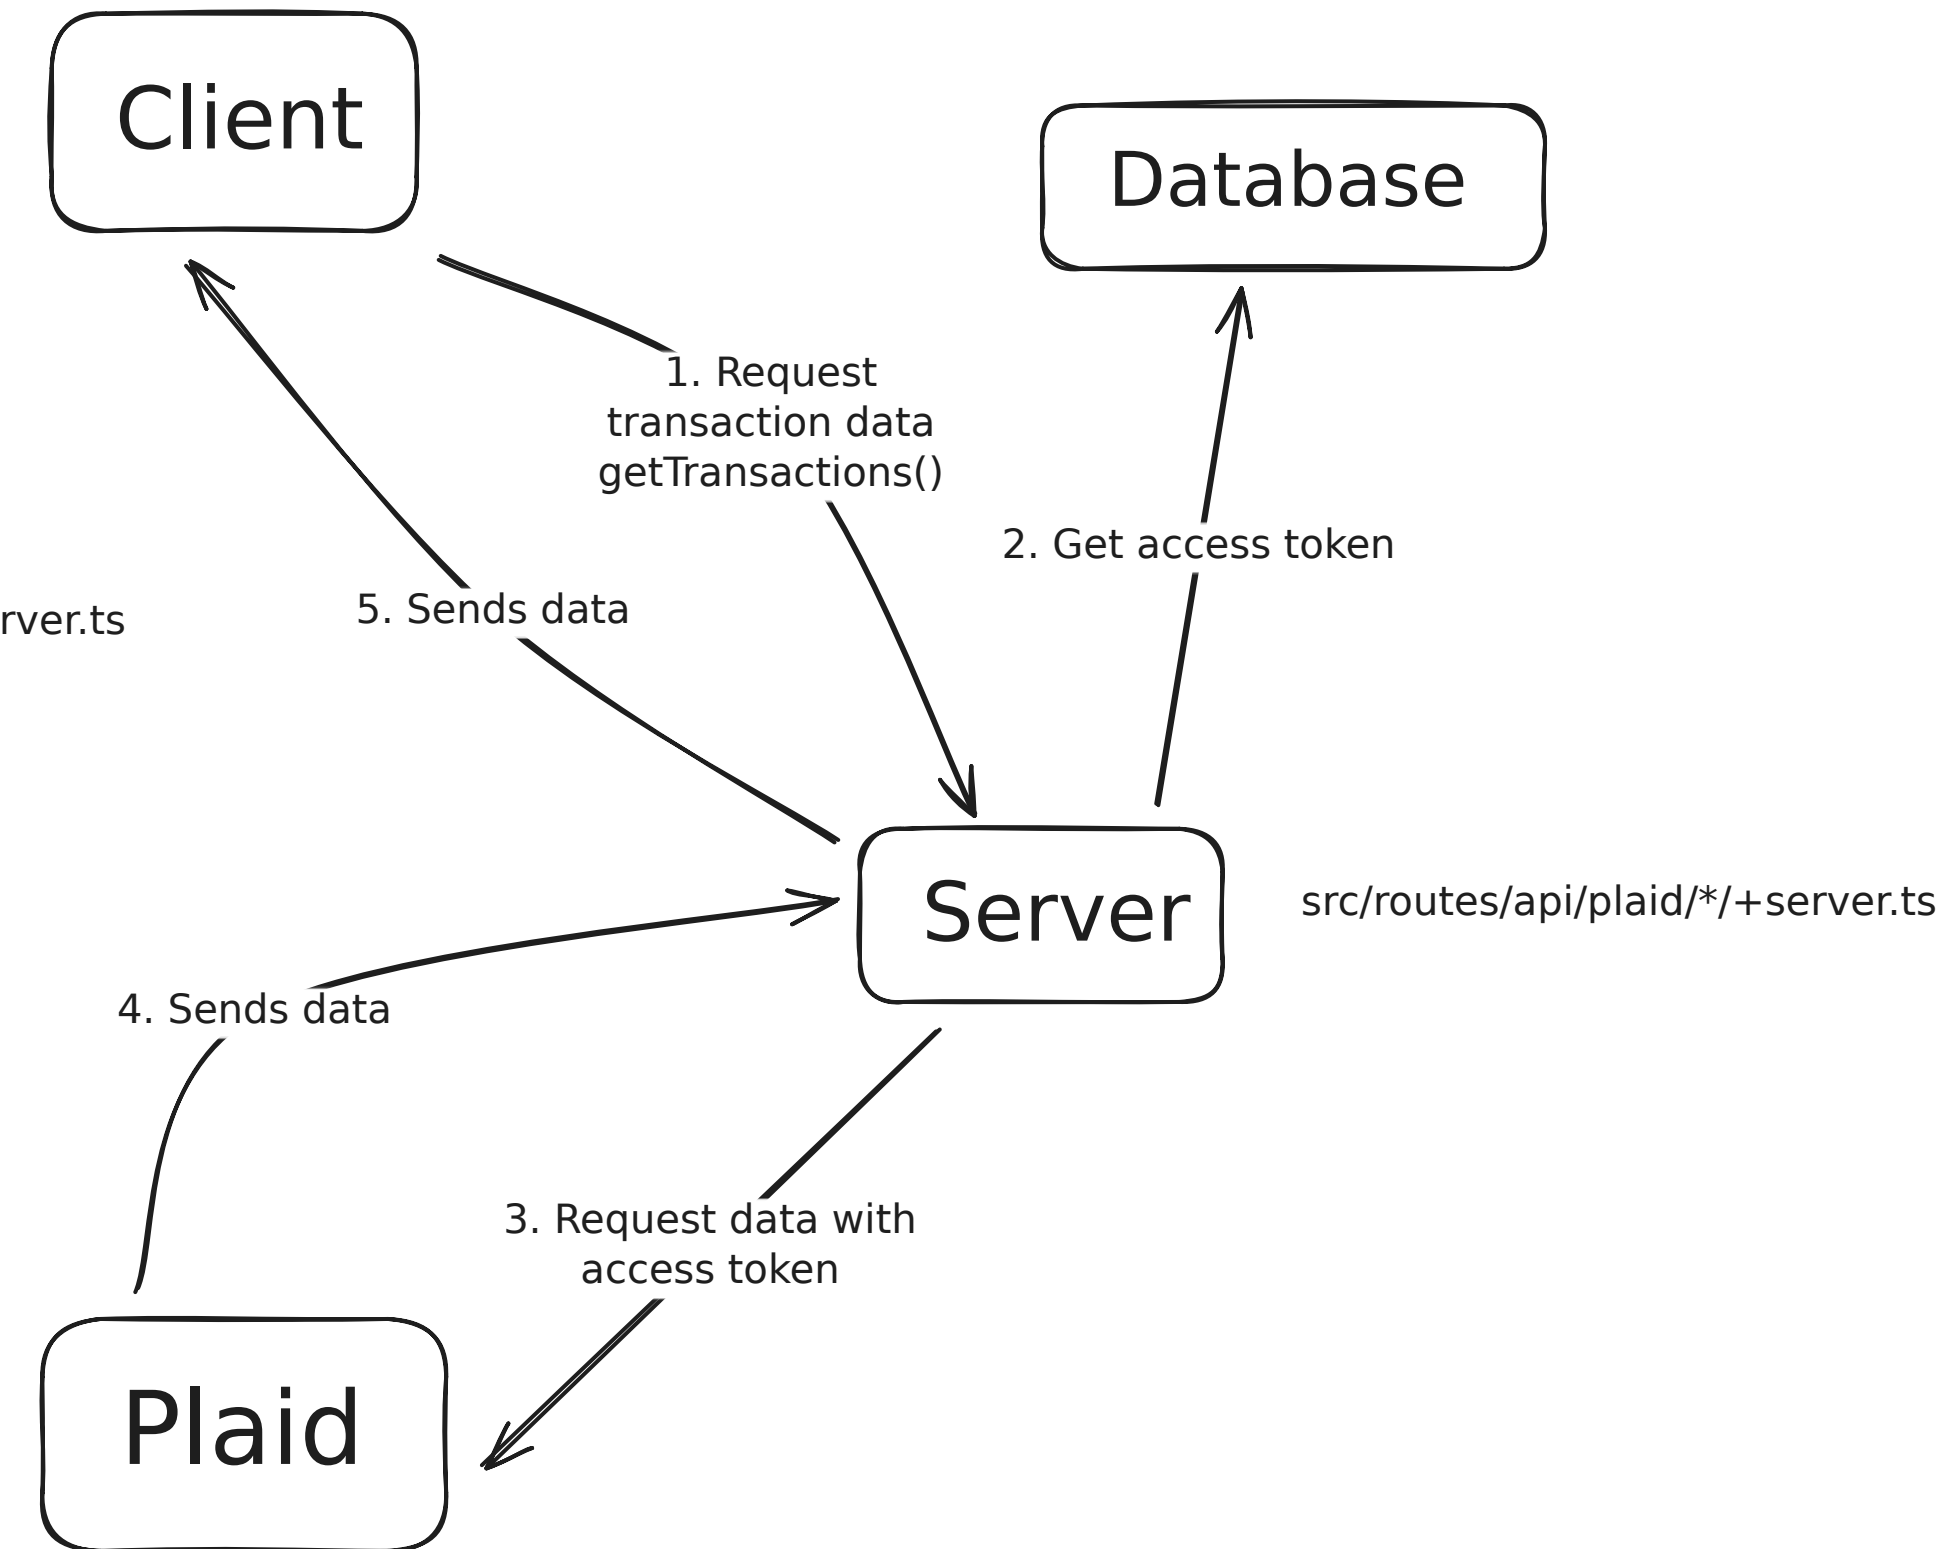 Client
Database
1. Request
transaction data
getTransactions()
2. Get access token
5. Sends data
rver.ts
Server
src/routes/api/plaid/*/+server.ts
4. Sends data
3. Request data with
access token
Plaid